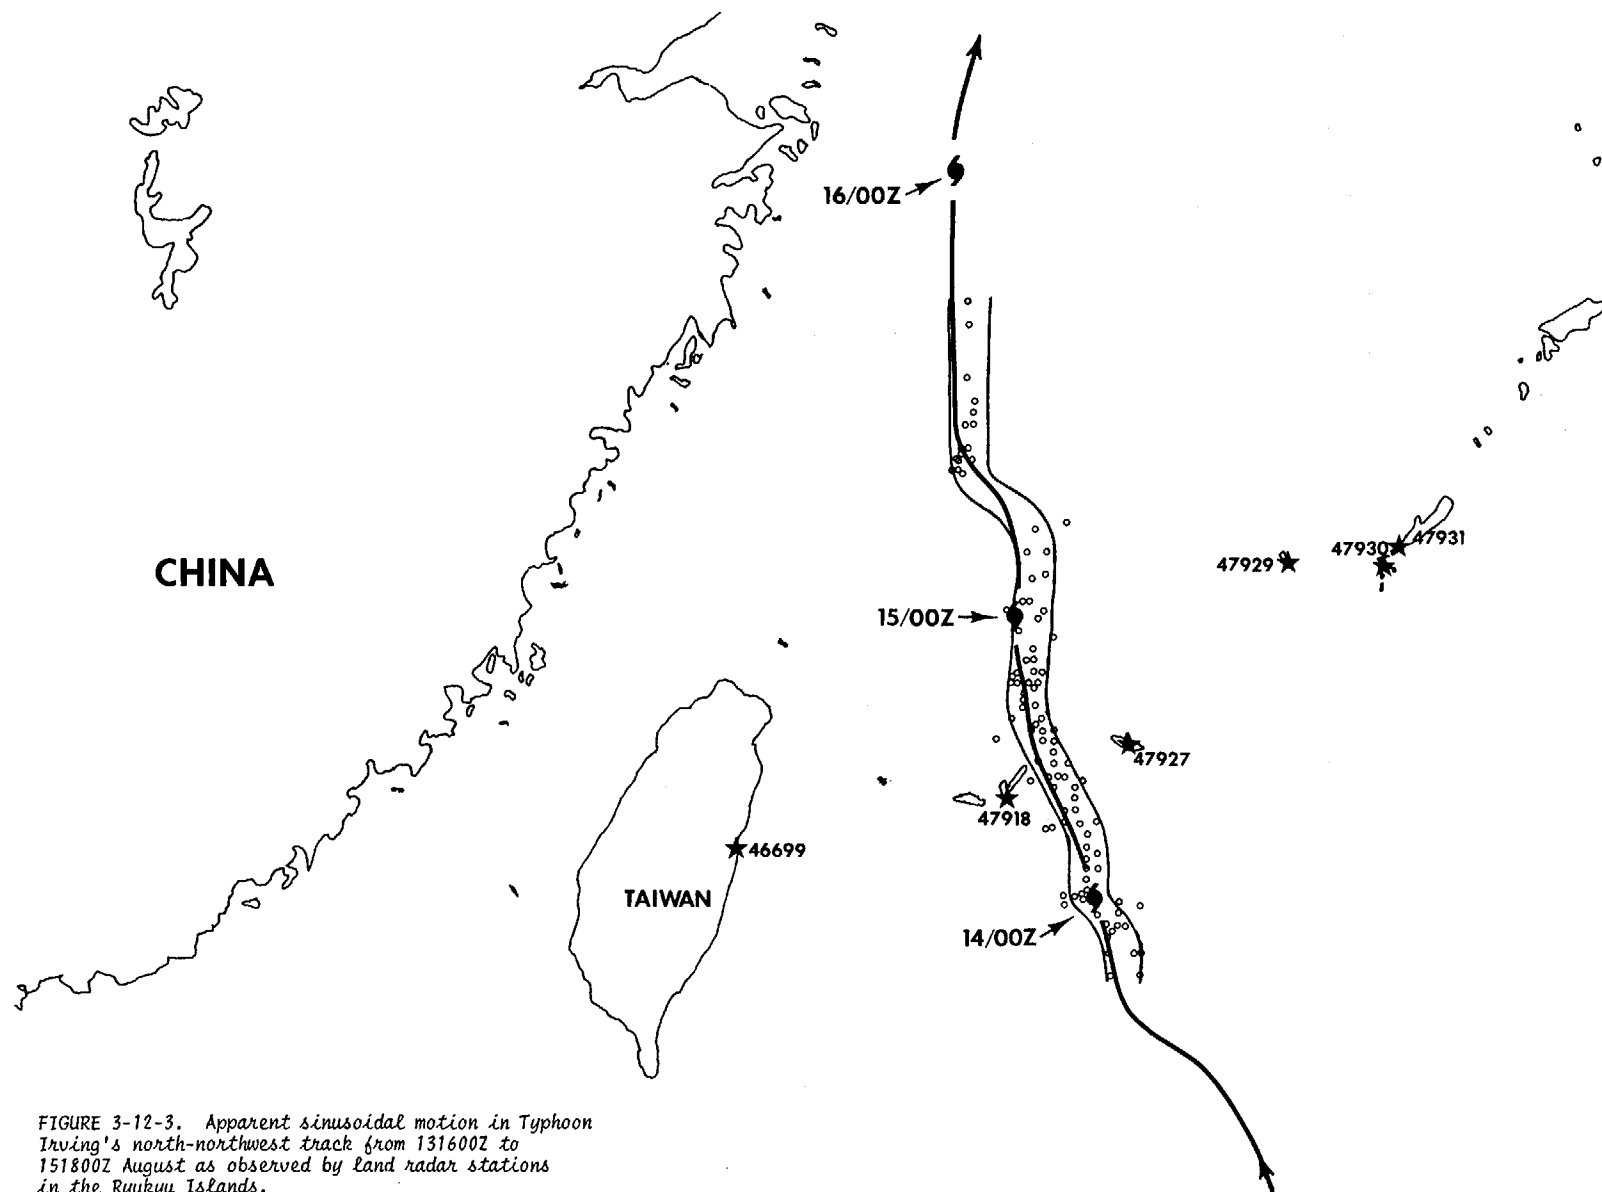 16/00Z
CHINA
47930
47931
47929
15/00Z
47927
47918
46699
TAIWAN
14/00Z
FIGURE 3-12-3. Apparent sinusoidal motion in Typhoon
Irving's north-northwest track from 131600Z to
151800Z August as observed by land radar stations
in the Ryukyu Islands.